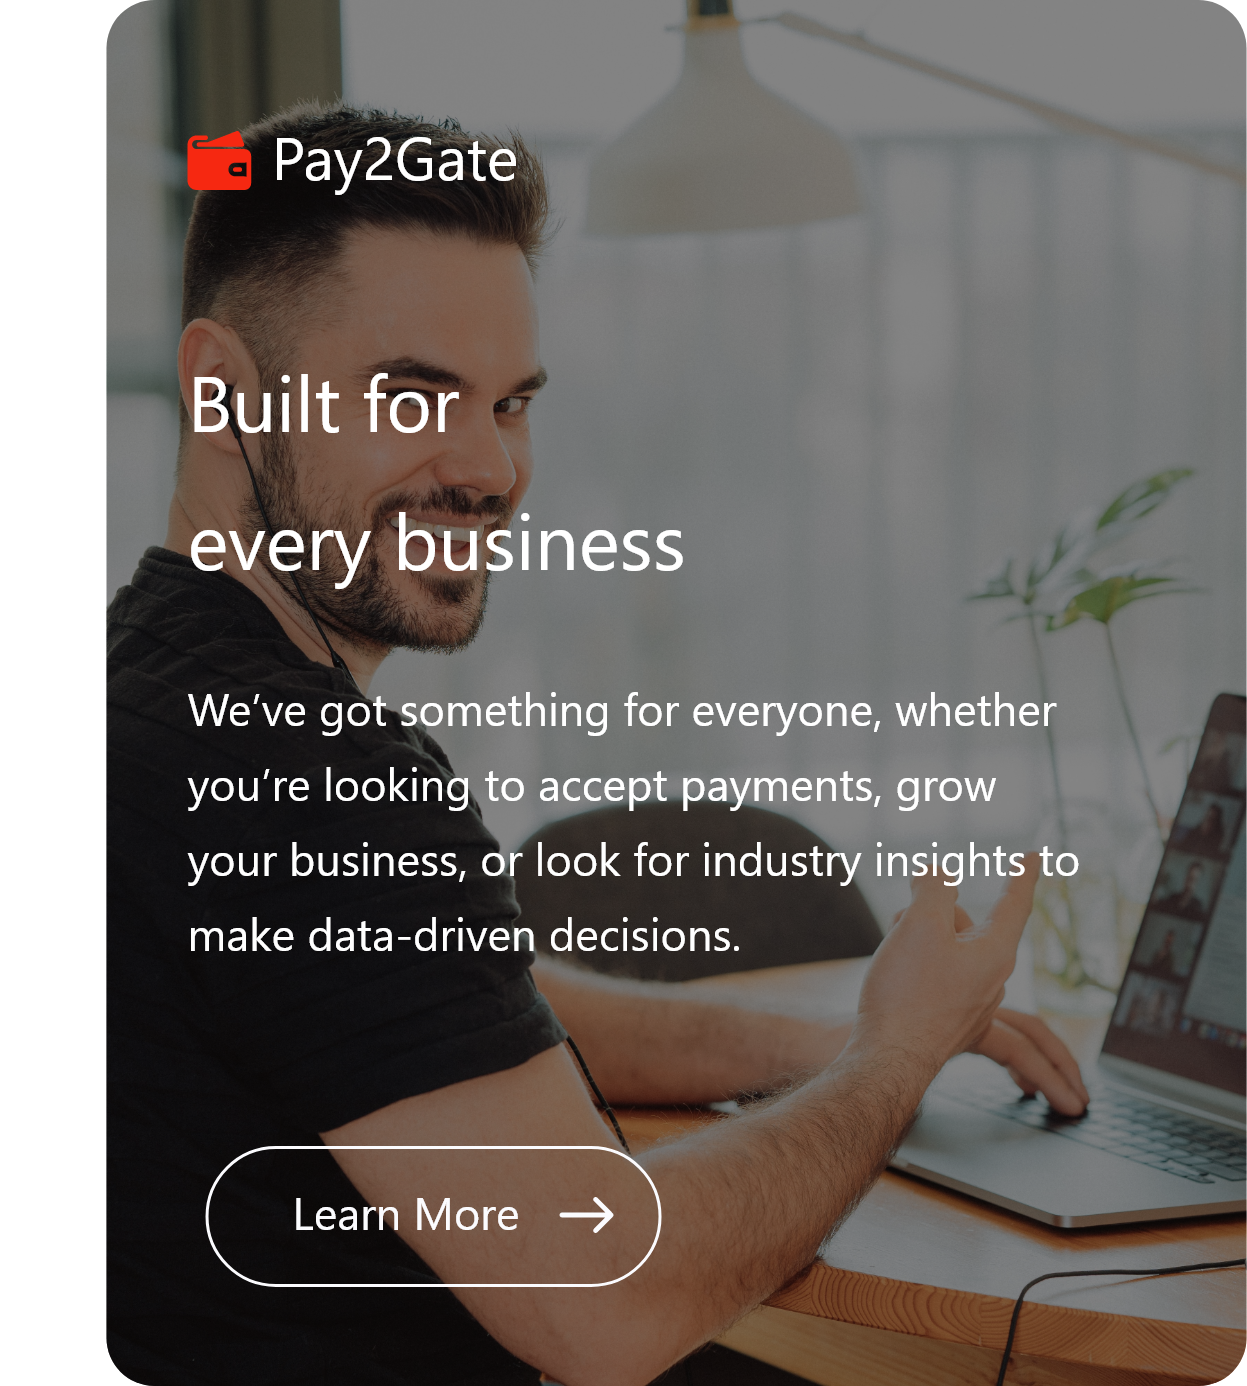 Pay2Gate
Built for
every business
We’ve got something for everyone, whether
you’re looking to accept payments, grow
your business, or look for industry insights to
make data-driven decisions.
Learn More